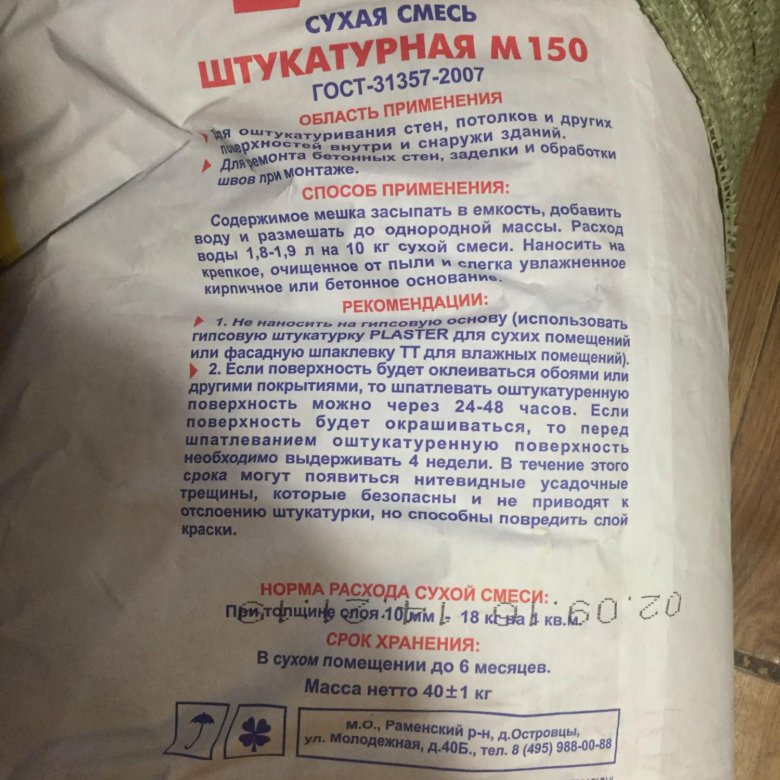 СУХАЯ СМЕСЬ
ШТУКАТУРНАЯ М 150
ГОСТ-31357-2007
ОБЛАСТЬ ПРИМЕНЕНИЯ
Для оштукатуривания стен, потолков и других
поверхностей внутри и снаружи зданий.
Для ремонта бетонных стен, заделки и обработки
швов при монтаже.
СПОСОБ ПРИМЕНЕНИЯ:
Содержимое мешка засыпать в емкость, добавить
воду и размешать до однородной массы. Расход
воды 1,8-1,9 л на 10 кг сухой смеси. Наносить на
крепкое, очищенное от пыли и слегка увлажненное
кирпичное или бетонное основание.
РЕКОМЕНДАЦИИ:
1. Не наносить на гипсовую основу (использовать
гипсовую штукатурку PLASTER для сухих помещений
или фасадную шпаклевку ТТ для влажных помещений).
2. Если поверхность будет оклеиваться обоями или
другими покрытиями, то шпатлевать оштукатуренную
поверхность можно через 24-48 часов. Если
поверхность будет окрашиваться, то перед
шпатлеванием оштукатуренную поверхность
необходимо выдерживать 4 недели. В течение этого
срока могут появиться нитевидные усадочные
трещины, которые безопасны и не приводят к
отслоению штукатурки, но способны повредить слой
краски.
НОРМА РАСХОДА СУХОЙ СМЕСИ:
При толщине слоя 10 мм - 18 кг на 1 кв.м.
02.09
СРОК ХРАНЕНИЯ:
В сухом помещении до 6 месяцев.
Масса нетто 40±1 кг
м.О., Раменский р-н, д.Островцы,
ул. Молодежная, д.40Б., тел. 8 (495) 988-00-88